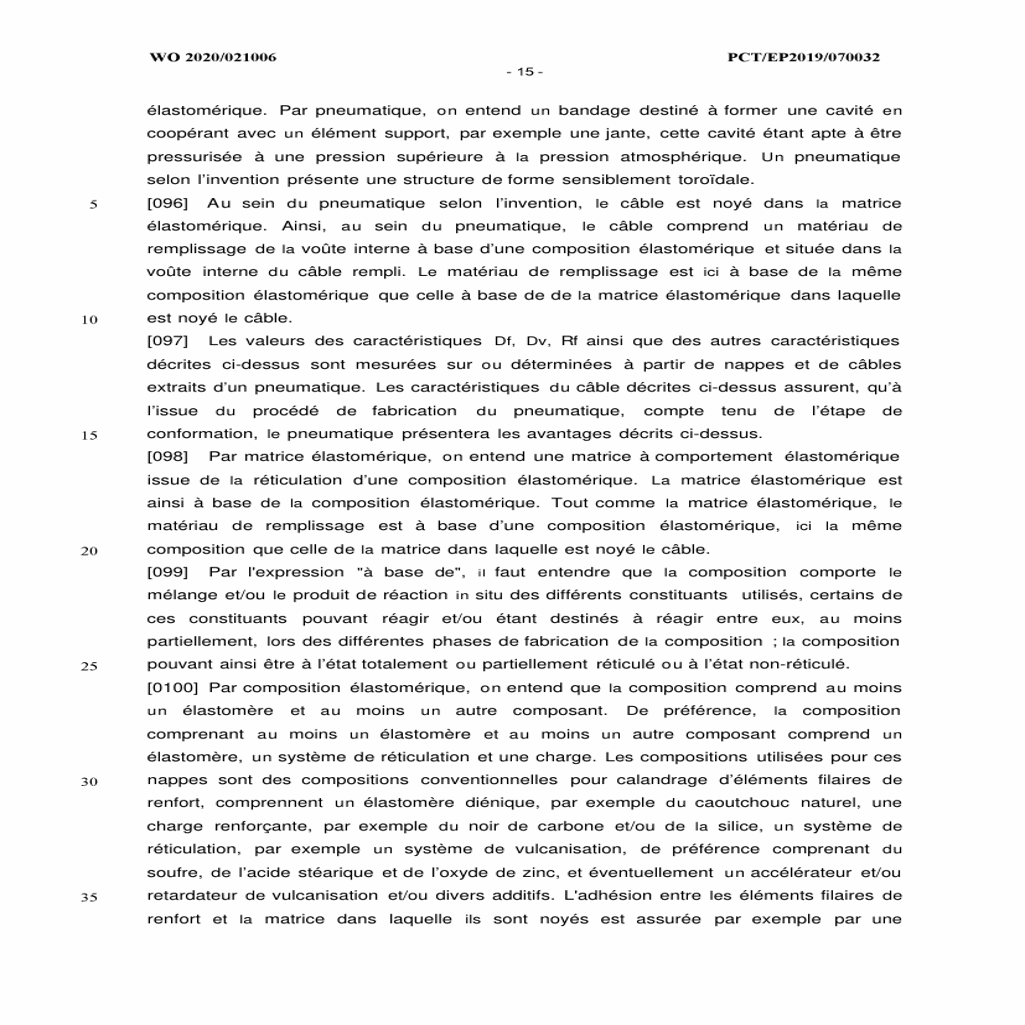 WO 2020/021006 PCT/EP2019/070032
- 15 -
élastomérique. Par pneumatique, on entend un bandage destiné à former une cavité en
coopérant avec un élément support, par exemple une jante, cette cavité étant apte à être
pressurisée à une pression supérieure à la pression atmosphérique. Un pneumatique
selon l'invention présente une structure de forme sensiblement toroïdale.
5 [096] Au sein du pneumatique selon l'invention, le câble est noyé dans la matrice
élastomérique. Ainsi, au sein du pneumatique, le câble comprend un matériau de
remplissage de la voûte interne à base d'une composition élastomérique et située dans la
voûte interne du câble rempli. Le matériau de remplissage est ici à base de la même
composition élastomérique que celle à base de de la matrice élastomérique dans laquelle
10 est noyé le câble.
[097] Les valeurs des caractéristiques Df, Dv, Rf ainsi que des autres caractéristiques
décrites ci-dessus sont mesurées sur ou déterminées à partir de nappes et de câbles
extraits d'un pneumatique. Les caractéristiques du câble décrites ci-dessus assurent, qu'à
l'issue du procédé de fabrication du pneumatique, compte tenu de l'étape de
15 conformation, le pneumatique présentera les avantages décrits ci-dessus.
[098] Par matrice élastomérique, on entend une matrice à comportement élastomérique
issue de la réticulation d'une composition élastomérique. La matrice élastomérique est
ainsi à base de la composition élastomérique. Tout comme la matrice élastomérique, le
matériau de remplissage est à base d'une composition élastomérique, ici la même
20 composition que celle de la matrice dans laquelle est noyé le câble.
[099] Par l'expression "à base de", il faut entendre que la composition comporte le
mélange et/ou le produit de réaction in situ des différents constituants utilisés, certains de
ces constituants pouvant réagir et/ou étant destinés à réagir entre eux, au moins
partiellement, lors des différentes phases de fabrication de la composition ; la composition
25 pouvant ainsi être à l'état totalement ou partiellement réticulé ou à l'état non-réticulé.
[0100] Par composition élastomérique, on entend que la composition comprend au moins
un élastomère et au moins un autre composant. De préférence, la composition
comprenant au moins un élastomère et au moins un autre composant comprend un
élastomère, un système de réticulation et une charge. Les compositions utilisées pour ces
30 nappes sont des compositions conventionnelles pour calandrage d'éléments filaires de
renfort, comprennent un élastomère diénique, par exemple du caoutchouc naturel, une
charge renforçante, par exemple du noir de carbone et/ou de la silice, un système de
réticulation, par exemple un système de vulcanisation, de préférence comprenant du
soufre, de l'acide stéarique et de l'oxyde de zinc, et éventuellement un accélérateur et/ou
35 retardateur de vulcanisation et/ou divers additifs. L'adhésion entre les éléments filaires de
renfort et la matrice dans laquelle ils sont noyés est assurée par exemple par une